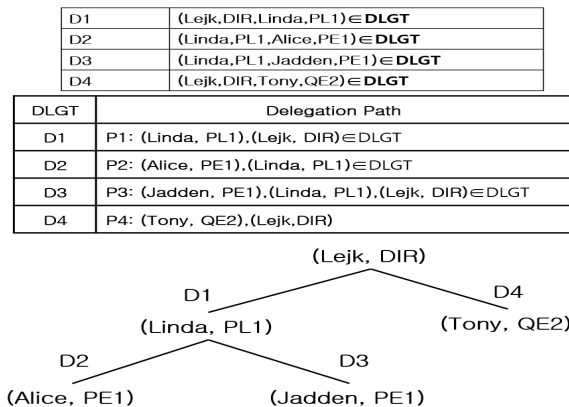 D1 (Lejk,DIR,Linda,PL1)∈DLGT
D2 (Linda,PL1,Alice,PE1)∈DLGT
D3 (Linda,PL1,Jadden,PE1)∈DLGT
D4 (Lejk,DIR,Tony,QE2)∈DLGT
DLGT Delegation Path
D1 P1: (Linda, PL1),(Lejk, DIR)∈DLGT
D2 P2: (Alice, PE1),(Linda, PL1)∈DLGT
D3 P3: (Jadden, PE1),(Linda, PL1),(Lejk, DIR)∈DLGT
D4 P4: (Tony, QE2),(Lejk,DIR)
(Lejk, DIR)
D1 D4
(Linda, PL1) (Tony, QE2)
D2 D3
(Alice, PE1) (Jadden, PE1)